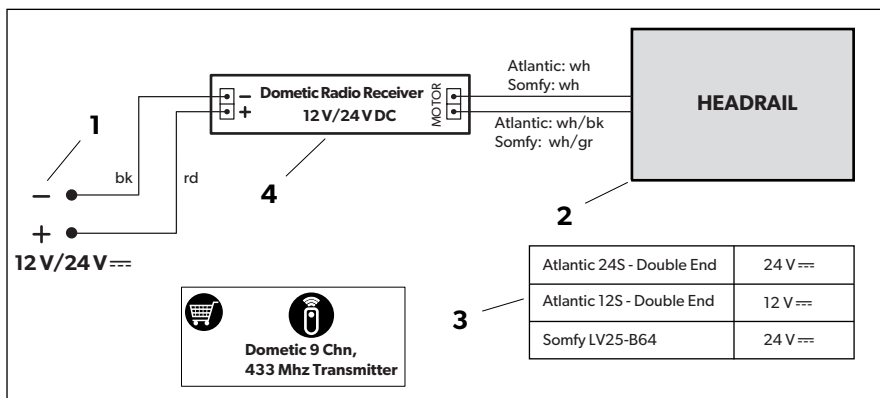 Atlantic: wh
Somfy: wh
Dometic Radio Receiver
12 V/24 V DC
− +
MOTOR
HEADRAIL
Atlantic: wh/bk
Somfy: wh/gr
1
bk
rd
4
2
−
+
12 V/24 V⎓
3
Atlantic 24S - Double End 24 V⎓
Atlantic 12S - Double End 12 V⎓
Somfy LV25-B64 24 V⎓
Dometic 9 Chn,
433 Mhz Transmitter